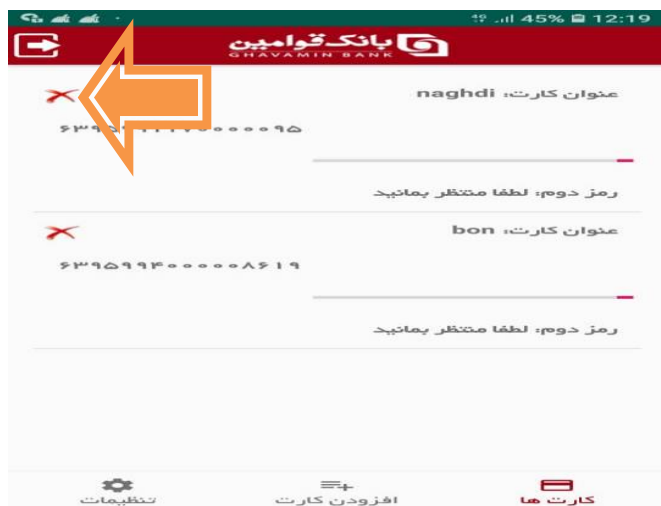 45% 12:19
بانک قوامین
GHAVAMIN BANK
عنوان کارت: naghdi
عنوان کارت: bon
رمز دوم: لطفا منتظر بمانید
۶۳۹۵۹۹۴۰۰۰۰۰۸۶۱۹
رمز دوم: لطفا منتظر بمانید
کارت ها
افزودن کارت
تنظیمات